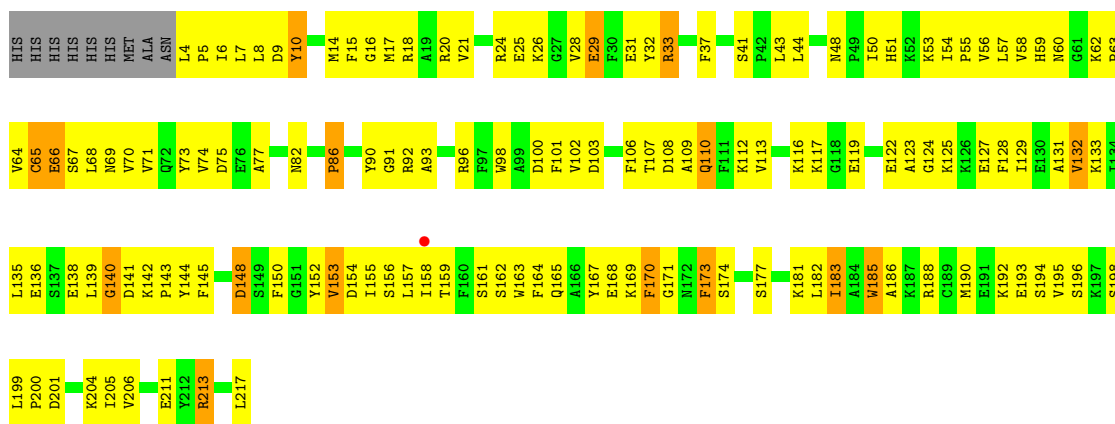 HIS HIS HIS HIS HIS HIS MET ALA ASN L4 P5 I6 L7 L8 D9 Y10 M14 F15 G16 M17 R18 A19 R20 V21 R24 E25 K26 G27 V28 E29 F30 E31 Y32 R33 F37 S41 P42 L43 L44 N48 P49 I50 H51 K52 K53 I54 P55 V56 L57 V58 H59 N60 G61 K62
V64 C65 E66 S67 L68 N69 V70 V71 Q72 Y73 V74 D75 E76 A77 N82 P86 Y90 G91 R92 A93 R96 F97 W98 A99 D100 F101 V102 D103 F106 T107 D108 A109 Q110 F111 K112 V113 K116 K117 G118 E119 E122 A123 G124 K125 K126 E127 F128 I129 E130 A131 V132 K133
L135 E136 S137 E138 L139 G140 D141 K142 P143 Y144 F145 D148 S149 F150 G151 Y152 V153 D154 I155 S156 L157 I158 T159 F160 S161 S162 W163 F164 Q165 A166 Y167 E168 K169 F170 G171 N172 F173 S174 S177 K181 L182 I183 A184 W185 A186 K187 R188 C189 M190 E191 K192 E193 S194 V195 S196 K197
L199 P200 D201 K204 I205 V206 E211 Y212 R213 L217